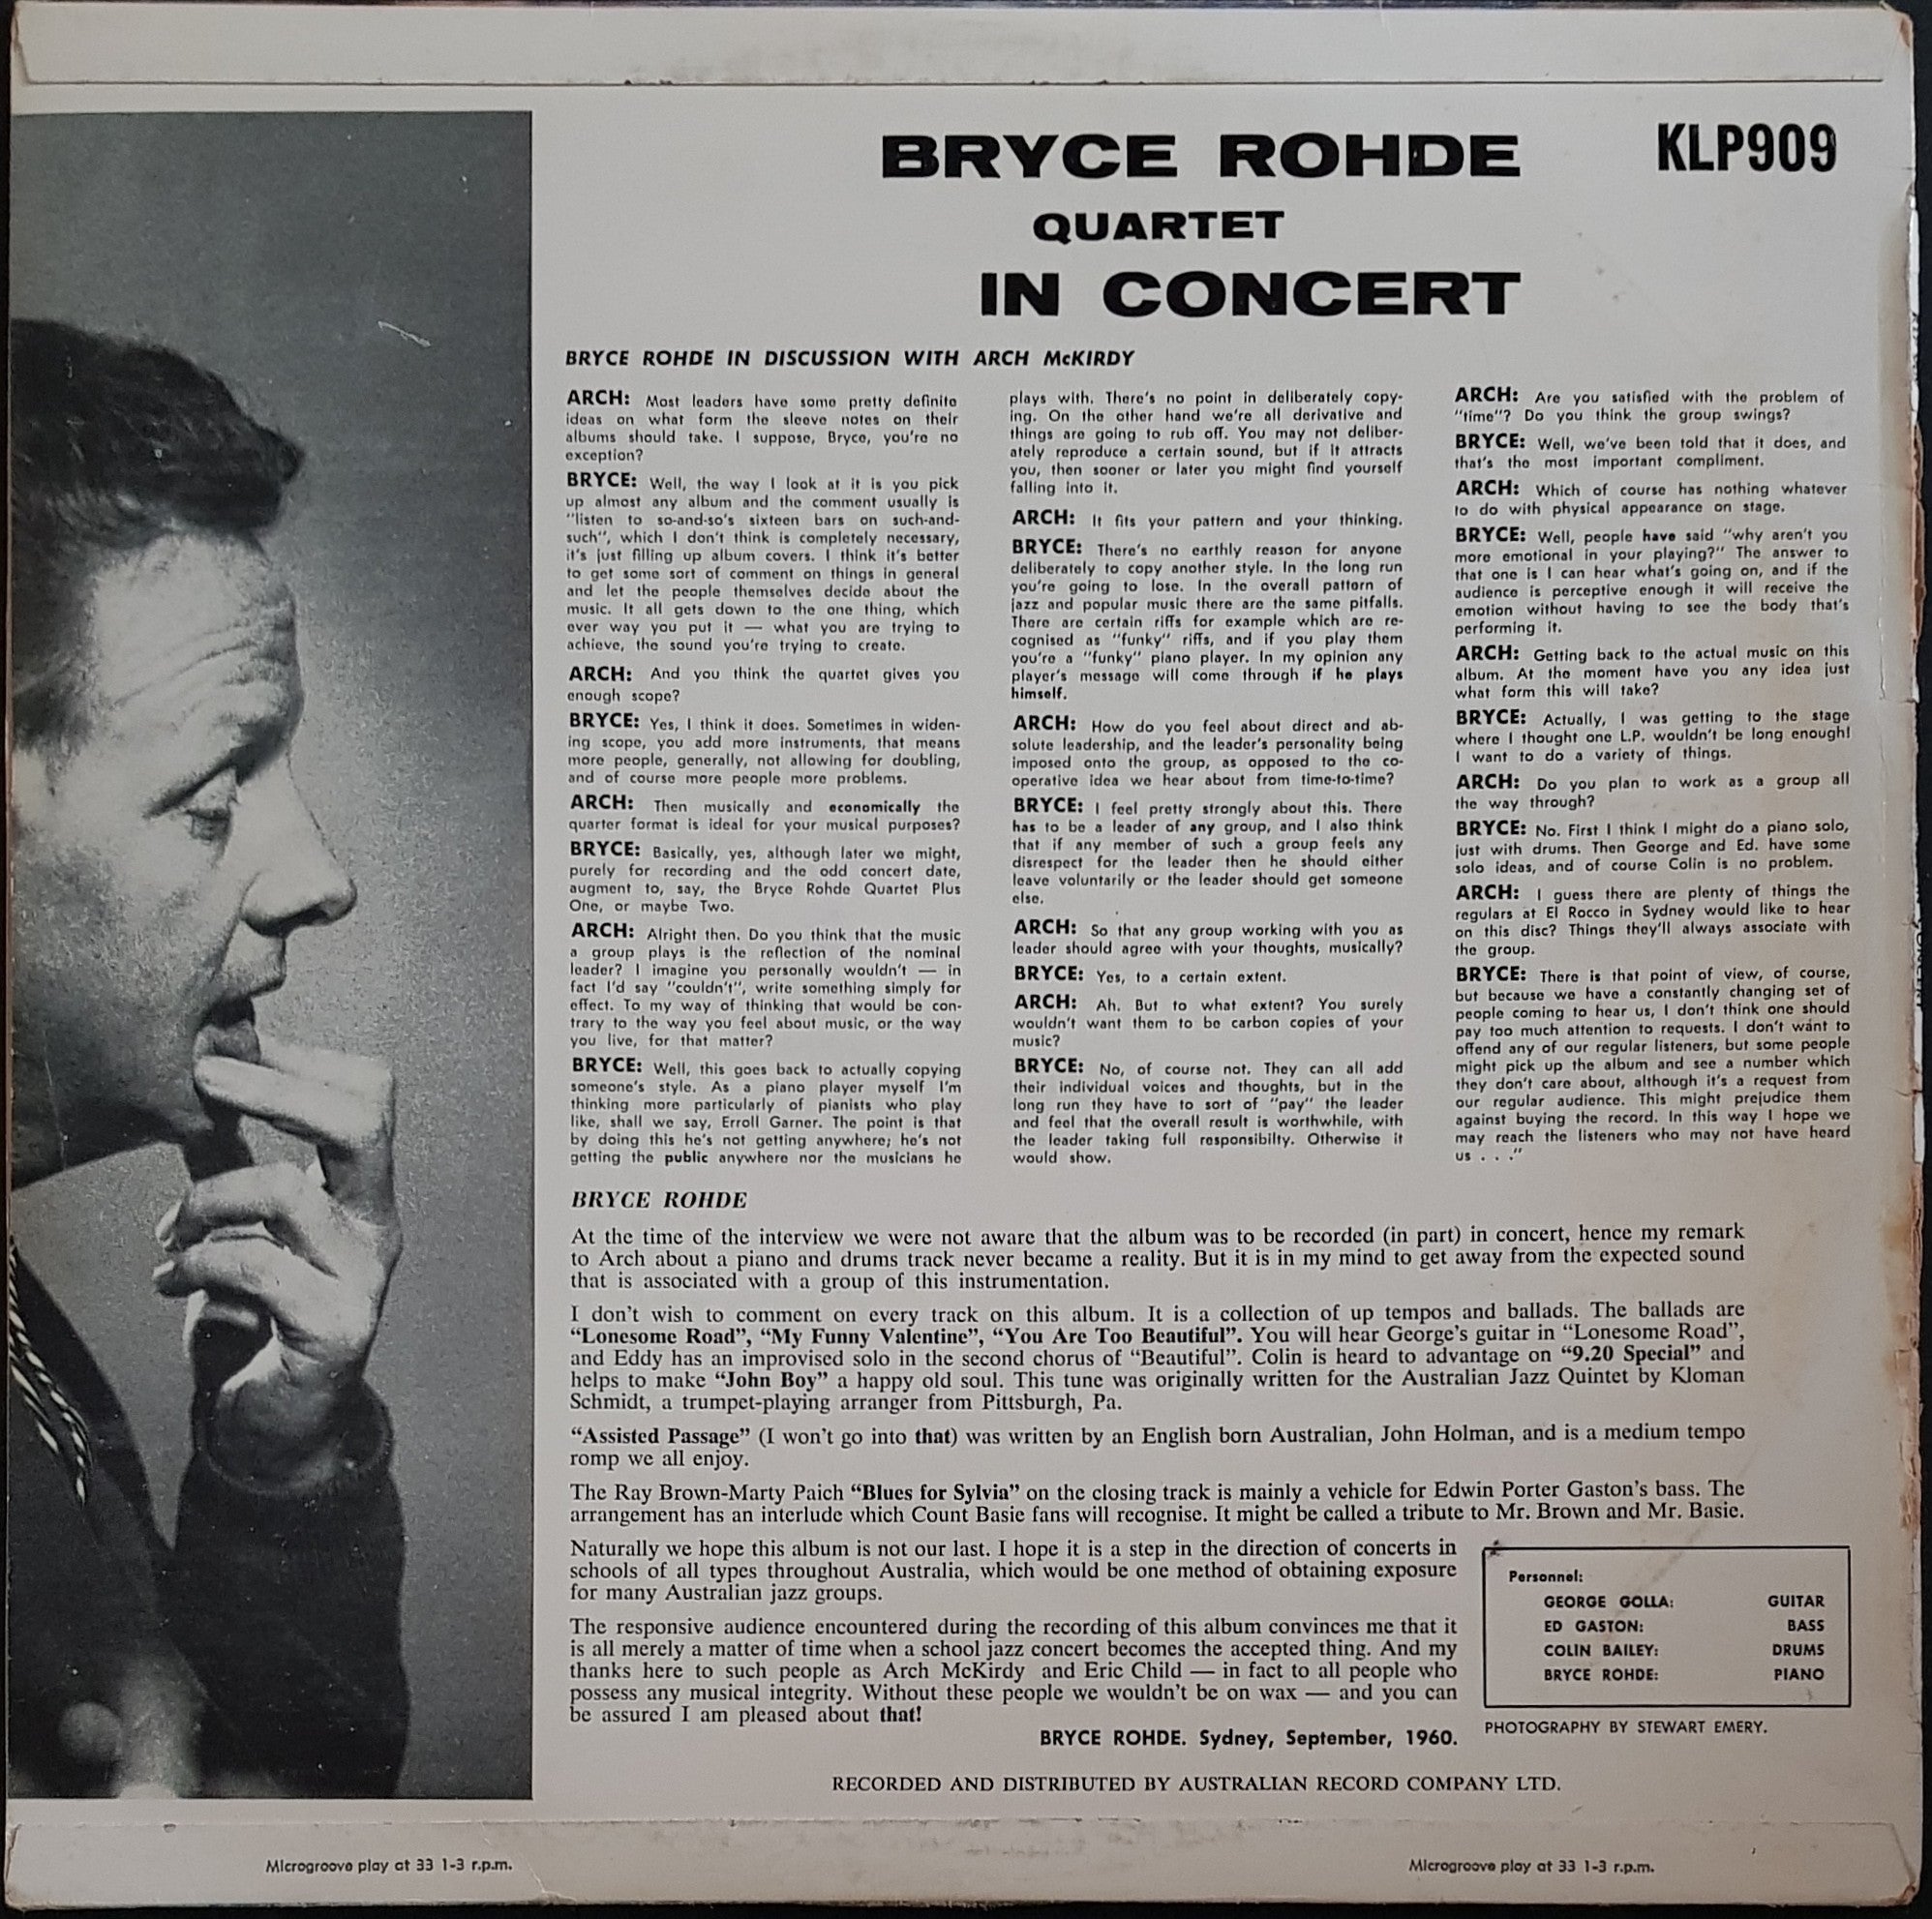 BRYCE ROHDE
KLP909
QUARTET
IN CONCERT
BRYCE ROHDE IN DISCUSSION WITH ARCH McKIRDY
ARCH: Most leaders have some pretty definite
ideas on what form the sleeve notes on their
albums should take. I suppose, Bryce, you're no
exception?
BRYCE: Well, the way I look at it is you pick
up almost any album and the comment usually is
"listen to so-and-so's sixteen bars on such-and-
such", which I don't think is completely necessary,
it's just filling up album covers. I think it's better
to get some sort of comment on things in general
and let the people themselves decide about the
music. It all gets down to the one thing, which
ever way you put it — what you are trying to
achieve, the sound you're trying to create.
ARCH: And you think the quartet gives you
enough scope?
BRYCE: Yes, I think it does. Sometimes in widen-
ing scope, you add more instruments, that means
more people, generally, not allowing for doubling,
and of course more people more problems.
ARCH: Then musically and economically the
quarter format is ideal for your musical purposes?
BRYCE: Basically, yes, although later we might,
purely for recording and the odd concert date,
augment to, say, the Bryce Rohde Quartet Plus
One, or maybe Two.
ARCH: Alright then. Do you think that the music
a group plays is the reflection of the nominal
leader? I imagine you personally wouldn't — in
fact I'd say "couldn't", write something simply for
effect. To my way of thinking that would be con-
trary to the way you feel about music, or the way
you live, for that matter?
BRYCE: Well, this goes back to actually copying
someone's style. As a piano player myself I'm
thinking more particularly of pianists who play
like, shall we say, Erroll Garner. The point is that
by doing this he's not getting anywhere; he's not
getting the public anywhere nor the musicians he
plays with. There's no point in deliberately copy-
ing. On the other hand we're all derivative and
things are going to rub off. You may not deliber-
ately reproduce a certain sound, but if it attracts
you, then sooner or later you might find yourself
falling into it.
ARCH: It fits your pattern and your thinking.
BRYCE: There's no earthly reason for anyone
deliberately to copy another style. In the long run
you're going to lose. In the overall pattern of
jazz and popular music there are the same pitfalls.
There are certain riffs for example which are re-
cognised as "funky" riffs, and if you play them
you're a "funky" piano player. In my opinion any
player's message will come through if he plays
himself.
ARCH: How do you feel about direct and ab-
solute leadership, and the leader's personality being
imposed onto the group, as opposed to the co-
operative idea we hear about from time-to-time?
BRYCE: I feel pretty strongly about this. There
has to be a leader of any group, and I also think
that if any member of such a group feels any
disrespect for the leader then he should either
leave voluntarily or the leader should get someone
else.
ARCH: So that any group working with you as
leader should agree with your thoughts, musically?
BRYCE: Yes, to a certain extent.
ARCH: Ah. But to what extent? You surely
wouldn't want them to be carbon copies of your
music?
BRYCE: No, of course not. They can all add
their individual voices and thoughts, but in the
long run they have to sort of "pay" the leader
and feel that the overall result is worthwhile, with
the leader taking full responsibilty. Otherwise it
would show.
ARCH: Are you satisfied with the problem of
"time"? Do you think the group swings?
BRYCE: Well, we've been told that it does, and
that's the most important compliment.
ARCH: Which of course has nothing whatever
to do with physical appearance on stage.
BRYCE: Well, people have said "why aren't you
more emotional in your playing?" The answer to
that one is I can hear what's going on, and if the
audience is perceptive enough it will receive the
emotion without having to see the body that's
performing it.
ARCH: Getting back to the actual music on this
album. At the moment have you any idea just
what form this will take?
BRYCE: Actually, I was getting to the stage
where I thought one L.P. wouldn't be long enough!
I want to do a variety of things.
ARCH: Do you plan to work as a group all
the way through?
BRYCE: No. First I think I might do a piano solo,
just with drums. Then George and Ed. have some
solo ideas, and of course Colin is no problem.
ARCH: I guess there are plenty of things the
regulars at El Rocco in Sydney would like to hear
on this disc? Things they'll always associate with
the group.
BRYCE: There is that point of view, of course,
but because we have a constantly changing set of
people coming to hear us, I don't think one should
pay too much attention to requests. I don't want to
offend any of our regular listeners, but some people
might pick up the album and see a number which
they don't care about, although it's a request from
our regular audience. This might prejudice them
against buying the record. In this way I hope we
may reach the listeners who may not have heard
us . . ."
BRYCE ROHDE
At the time of the interview we were not aware that the album was to be recorded (in part) in concert, hence my remark
to Arch about a piano and drums track never became a reality. But it is in my mind to get away from the expected sound
that is associated with a group of this instrumentation.
I don't wish to comment on every track on this album. It is a collection of up tempos and ballads. The ballads are
"Lonesome Road", "My Funny Valentine", "You Are Too Beautiful". You will hear George's guitar in "Lonesome Road",
and Eddy has an improvised solo in the second chorus of "Beautiful". Colin is heard to advantage on "9.20 Special" and
helps to make "John Boy" a happy old soul. This tune was originally written for the Australian Jazz Quintet by Kloman
Schmidt, a trumpet-playing arranger from Pittsburgh, Pa.
"Assisted Passage" (I won't go into that) was written by an English born Australian, John Holman, and is a medium tempo
romp we all enjoy.
The Ray Brown-Marty Paich "Blues for Sylvia" on the closing track is mainly a vehicle for Edwin Porter Gaston's bass. The
arrangement has an interlude which Count Basie fans will recognise. It might be called a tribute to Mr. Brown and Mr. Basie.
Naturally we hope this album is not our last. I hope it is a step in the direction of concerts in
schools of all types throughout Australia, which would be one method of obtaining exposure
for many Australian jazz groups.
The responsive audience encountered during the recording of this album convinces me that it
is all merely a matter of time when a school jazz concert becomes the accepted thing. And my
thanks here to such people as Arch McKirdy and Eric Child — in fact to all people who
possess any musical integrity. Without these people we wouldn't be on wax — and you can
be assured I am pleased about that!
BRYCE ROHDE. Sydney, September, 1960.
Personnel:
GEORGE GOLLA: GUITAR
ED GASTON: BASS
COLIN BAILEY: DRUMS
BRYCE ROHDE: PIANO
PHOTOGRAPHY BY STEWART EMERY.
RECORDED AND DISTRIBUTED BY AUSTRALIAN RECORD COMPANY LTD.
Microgroove play at 33 1-3 r.p.m.
Microgroove play at 33 1-3 r.p.m.